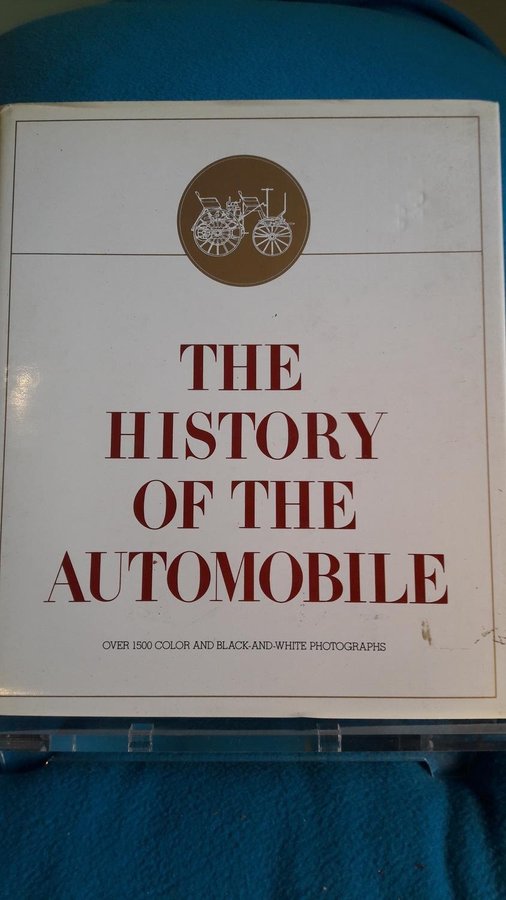 THE
HISTORY
OF THE
AUTOMOBILE
OVER 1500 COLOR AND BLACK-AND-WHITE PHOTOGRAPHS